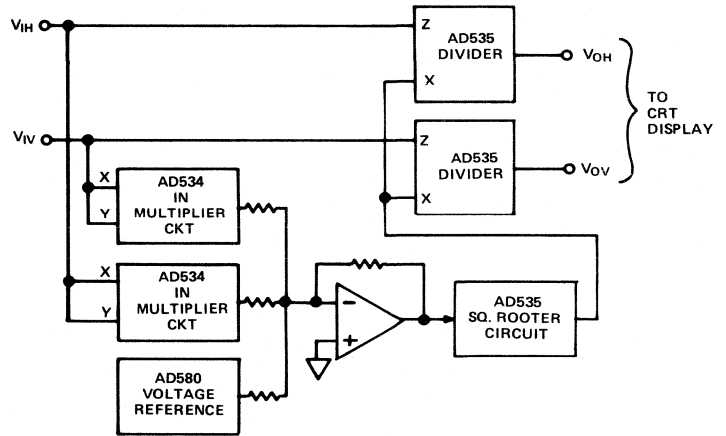 VIH
Z
AD535
DIVIDER
X
VOH
TO
CRT
DISPLAY
VIV
Z
AD535
DIVIDER
X
VOV
X
Y
AD534
IN
MULTIPLIER
CKT
X
Y
AD534
IN
MULTIPLIER
CKT
−
+
AD535
SQ. ROOTER
CIRCUIT
AD580
VOLTAGE
REFERENCE